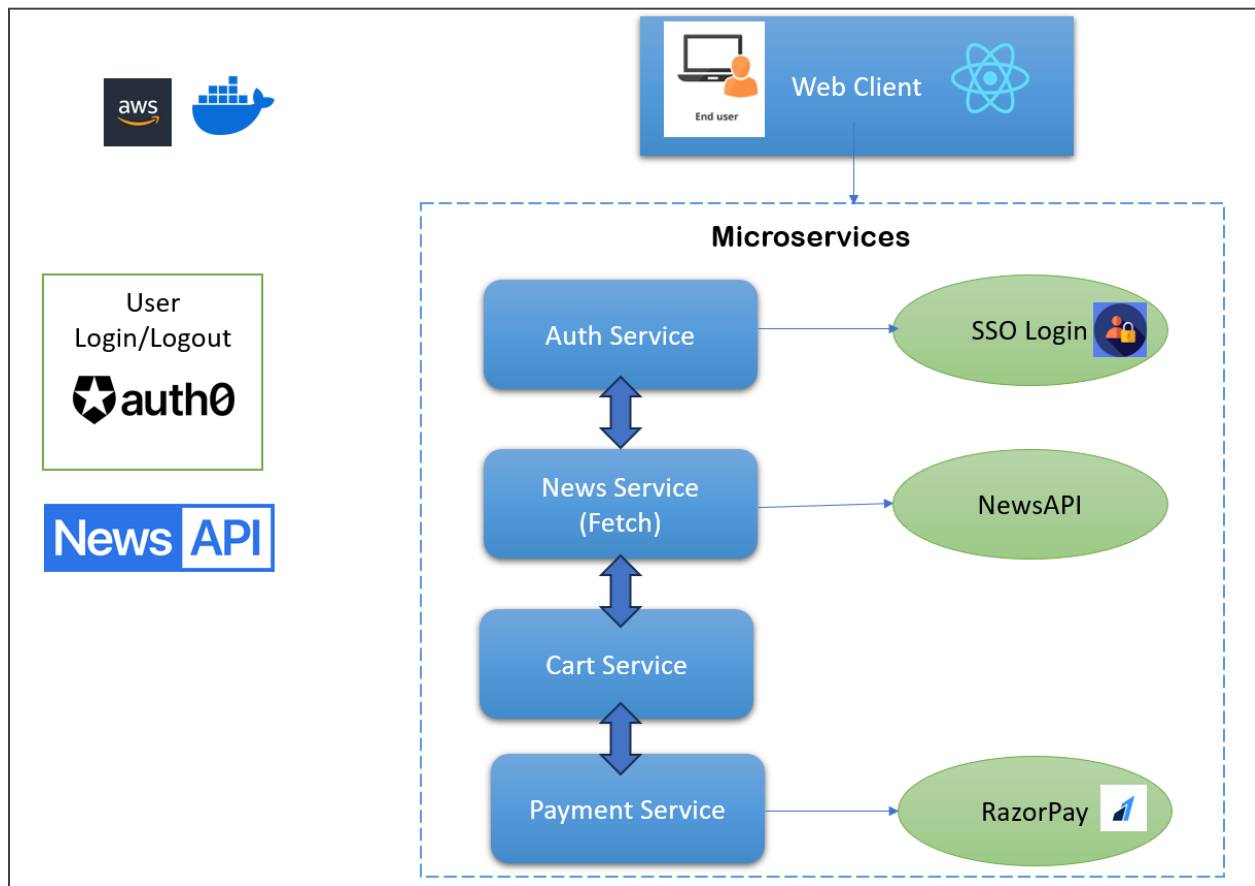 aws
End user
Web Client
Microservices
User
Login/Logout
auth0
News API
Auth Service
SSO Login
News Service
(Fetch)
NewsAPI
Cart Service
Payment Service
RazorPay